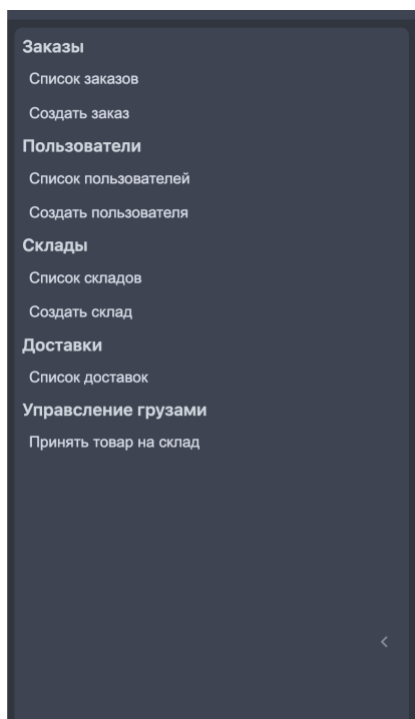 Заказы
Список заказов
Создать заказ
Пользователи
Список пользователей
Создать пользователя
Склады
Список складов
Создать склад
Доставки
Список доставок
Управсление грузами
Принять товар на склад